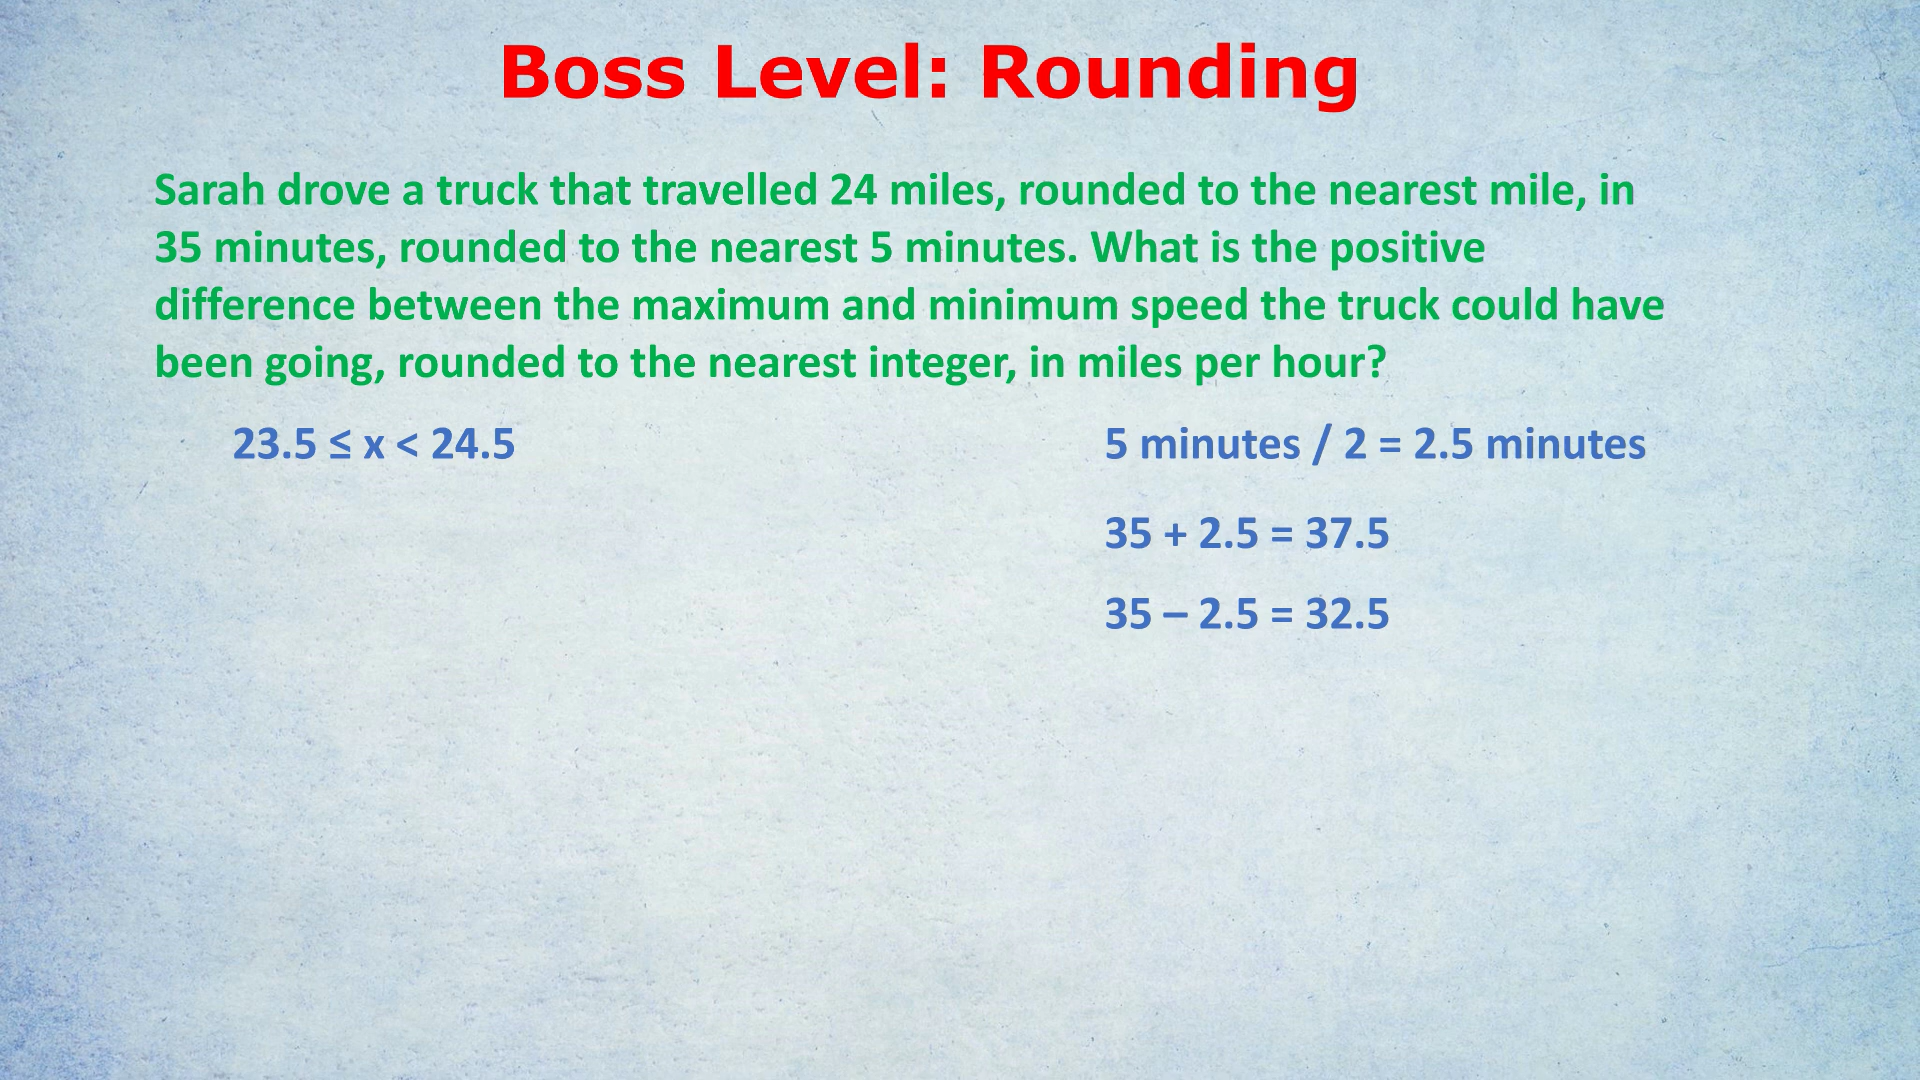 Boss Level: Rounding
Sarah drove a truck that travelled 24 miles, rounded to the nearest mile, in
35 minutes, rounded to the nearest 5 minutes. What is the positive
difference between the maximum and minimum speed the truck could have
been going, rounded to the nearest integer, in miles per hour?
23.5 ≤ x < 24.5
5 minutes / 2 = 2.5 minutes
35 + 2.5 = 37.5
35 – 2.5 = 32.5